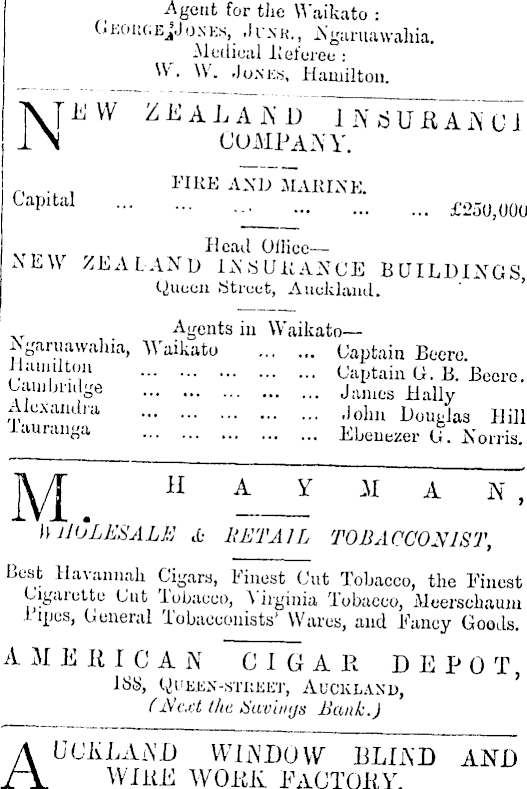 Agent for the Waikato :
GEORGE JONES, JUNR., Ngaruawahia.
Medical Referee :
W. W. JONES, Hamilton.
NEW ZEALAND INSURANC
COMPANY.
FIRE AND MARINE.
Capital ... ... ... ... ... ... £250,000
Head Office—
NEW ZEALAND INSURANCE BUILDINGS,
Queen Street, Auckland.
Agents in Waikato—
Ngaruawahia, Waikato ... ... Captain Beere.
Hamilton ... ... ... ... ... Captain G. B. Beere.
Cambridge ... ... ... ... ... James Hally
Alexandra ... ... ... ... ... John Douglas Hill
Tauranga ... ... ... ... ... Ebenezer G. Norris.
M. HAYMAN,
WHOLESALE & RETAIL TOBACCONIST,
Best Havannah Cigars, Finest Cut Tobacco, the Finest
Cigarette Cut Tobacco, Virginia Tobacco, Meerschaum
Pipes, General Tobacconists' Wares, and Fancy Goods.
AMERICAN CIGAR DEPOT,
188, QUEEN-STREET, AUCKLAND,
(Next the Savings Bank.)
AUCKLAND WINDOW BLIND AND
WIRE WORK FACTORY.